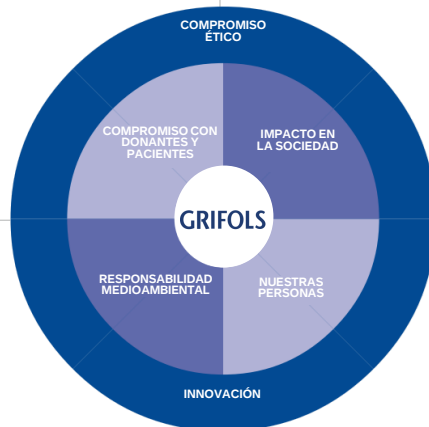 COMPROMISO
ÉTICO
COMPROMISO CON
DONANTES Y
PACIENTES
IMPACTO EN
LA SOCIEDAD
GRIFOLS
RESPONSABILIDAD
MEDIOAMBIENTAL
NUESTRAS
PERSONAS
INNOVACIÓN